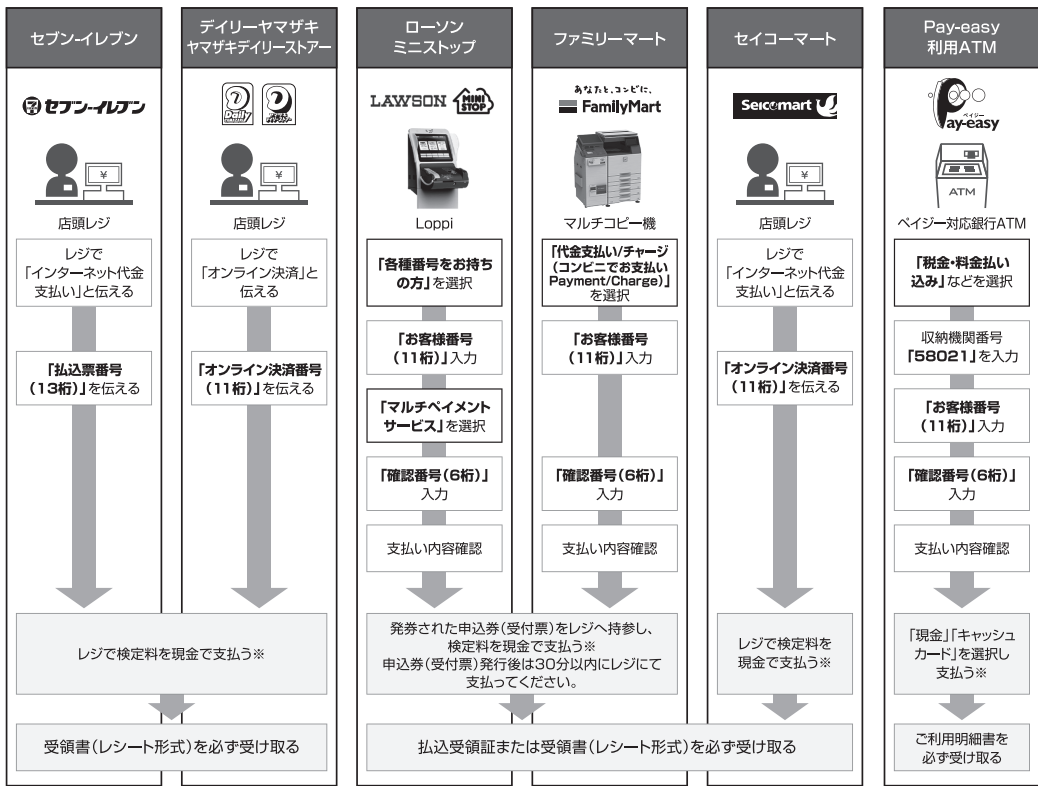 セブン-イレブン
セブン-イレブン
¥
店頭レジ
レジで
「インターネット代金
支払い」と伝える
「払込票番号
(13桁)」を伝える
デイリーヤマザキ
ヤマザキデイリーストアー
Daily
¥
店頭レジ
レジで
「オンライン決済」と
伝える
「オンライン決済番号
(11桁)」を伝える
レジで検定料を現金で支払う※
受領書(レシート形式)を必ず受け取る
ローソン
ミニストップ
LAWSON
MINI
STOP
Loppi
「各種番号をお持ち
の方」を選択
「お客様番号
(11桁)」入力
「マルチペイメント
サービス」を選択
「確認番号(6桁)」
入力
支払い内容確認
ファミリーマート
あなたと、コンビに、
FamilyMart
マルチコピー機
「代金支払い/チャージ
(コンビニでお支払い
Payment/Charge)」
を選択
「お客様番号
(11桁)」入力
「確認番号(6桁)」
入力
支払い内容確認
発券された申込券(受付票)をレジへ持参し、
検定料を現金で支払う※
申込券(受付票)発行後は30分以内にレジにて
支払ってください。
セイコーマート
Seicomart
¥
店頭レジ
レジで
「インターネット代金
支払い」と伝える
「オンライン決済番号
(11桁)」を伝える
レジで検定料を
現金で支払う※
払込受領証または受領書(レシート形式)を必ず受け取る
Pay-easy
利用ATM
ペイジー
Pay-easy
ATM
ペイジー対応銀行ATM
「税金・料金払い
込み」などを選択
収納機関番号
「58021」を入力
「お客様番号
(11桁)」入力
「確認番号(6桁)」
入力
支払い内容確認
「現金」「キャッシュ
カード」を選択し
支払う※
ご利用明細書を
必ず受け取る